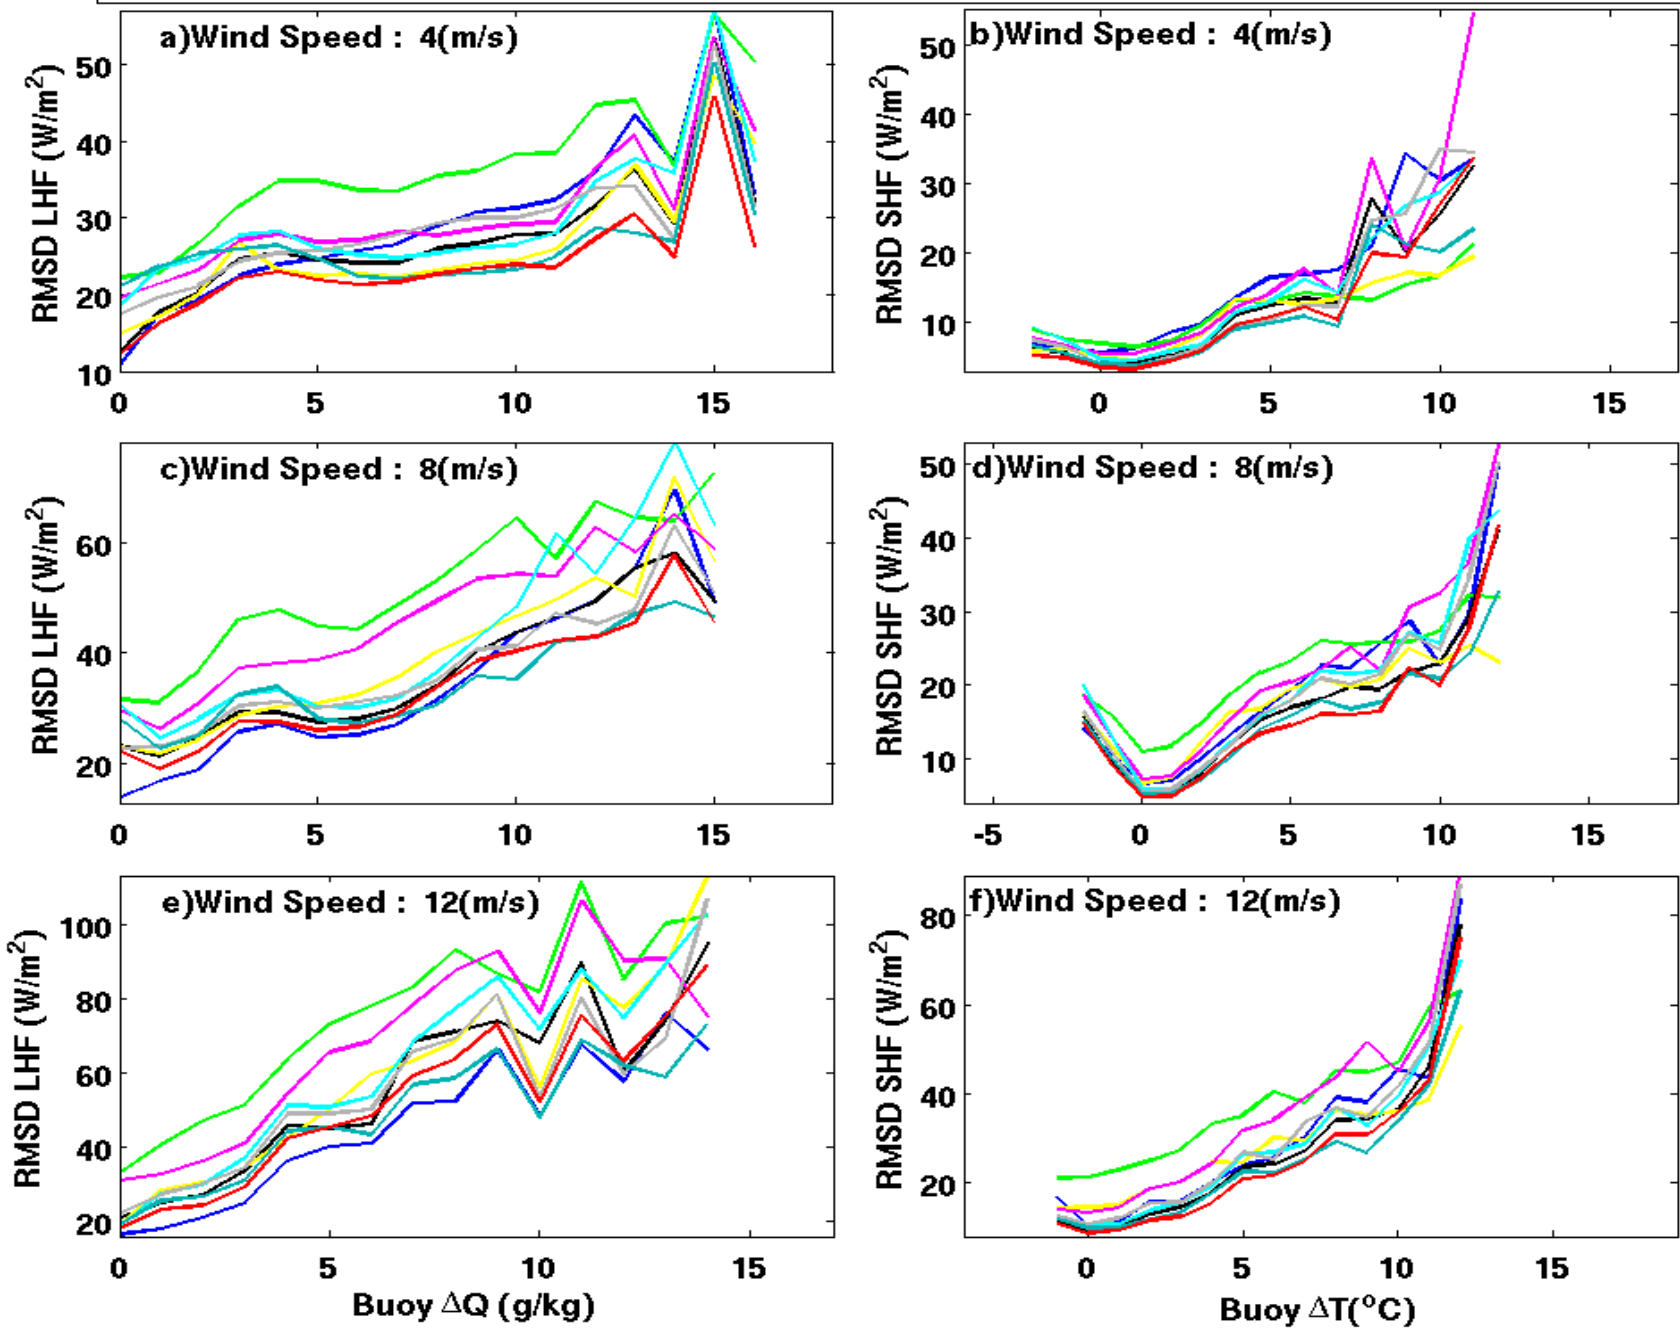 a)Wind Speed : 4(m/s)
RMSD LHF (W/m²)
50
40
30
20
10
0 5 10 15
b)Wind Speed : 4(m/s)
RMSD SHF (W/m²)
50
40
30
20
10
0 5 10 15
c)Wind Speed : 8(m/s)
RMSD LHF (W/m²)
60
40
20
0 5 10 15
d)Wind Speed : 8(m/s)
RMSD SHF (W/m²)
50
40
30
20
10
-5 0 5 10 15
e)Wind Speed : 12(m/s)
RMSD LHF (W/m²)
100
80
60
40
20
0 5 10 15
Buoy ΔQ (g/kg)
f)Wind Speed : 12(m/s)
RMSD SHF (W/m²)
80
60
40
20
0 5 10 15
Buoy ΔT(°C)